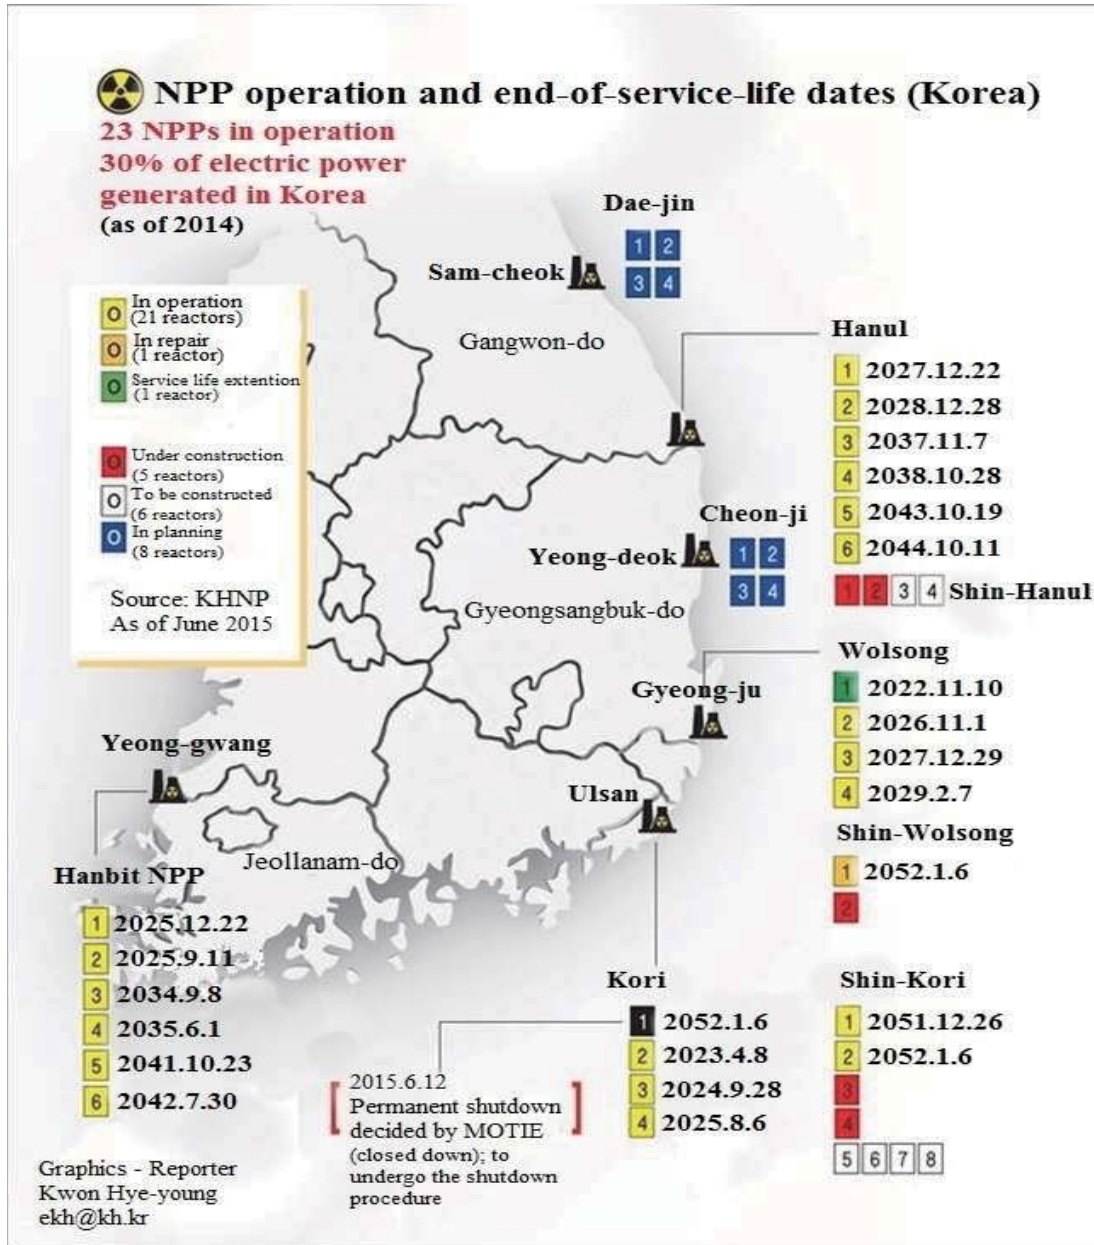 NPP operation and end-of-service-life dates (Korea)
23 NPPs in operation
30% of electric power
generated in Korea
(as of 2014)
O In operation
(21 reactors)
O In repair
(1 reactor)
O Service life extention
(1 reactor)
O Under construction
(5 reactors)
O To be constructed
(6 reactors)
O In planning
(8 reactors)
Source: KHNP
As of June 2015
Dae-jin
1 2
3 4
Sam-cheok
Gangwon-do
Hanul
1 2027.12.22
2 2028.12.28
3 2037.11.7
4 2038.10.28
5 2043.10.19
6 2044.10.11
1 2 3 4 Shin-Hanul
Cheon-ji
1 2
3 4
Yeong-deok
Gyeongsangbuk-do
Wolsong
1 2022.11.10
2 2026.11.1
3 2027.12.29
4 2029.2.7
Gyeong-ju
Shin-Wolsong
1 2052.1.6
2
Yeong-gwang
Ulsan
Jeollanam-do
Hanbit NPP
1 2025.12.22
2 2025.9.11
3 2034.9.8
4 2035.6.1
5 2041.10.23
6 2042.7.30
Kori
1 2052.1.6
2 2023.4.8
3 2024.9.28
4 2025.8.6
2015.6.12
Permanent shutdown
decided by MOTIE
(closed down); to
undergo the shutdown
procedure
Shin-Kori
1 2051.12.26
2 2052.1.6
3
4
5 6 7 8
Graphics - Reporter
Kwon Hye-young
ekh@kh.kr